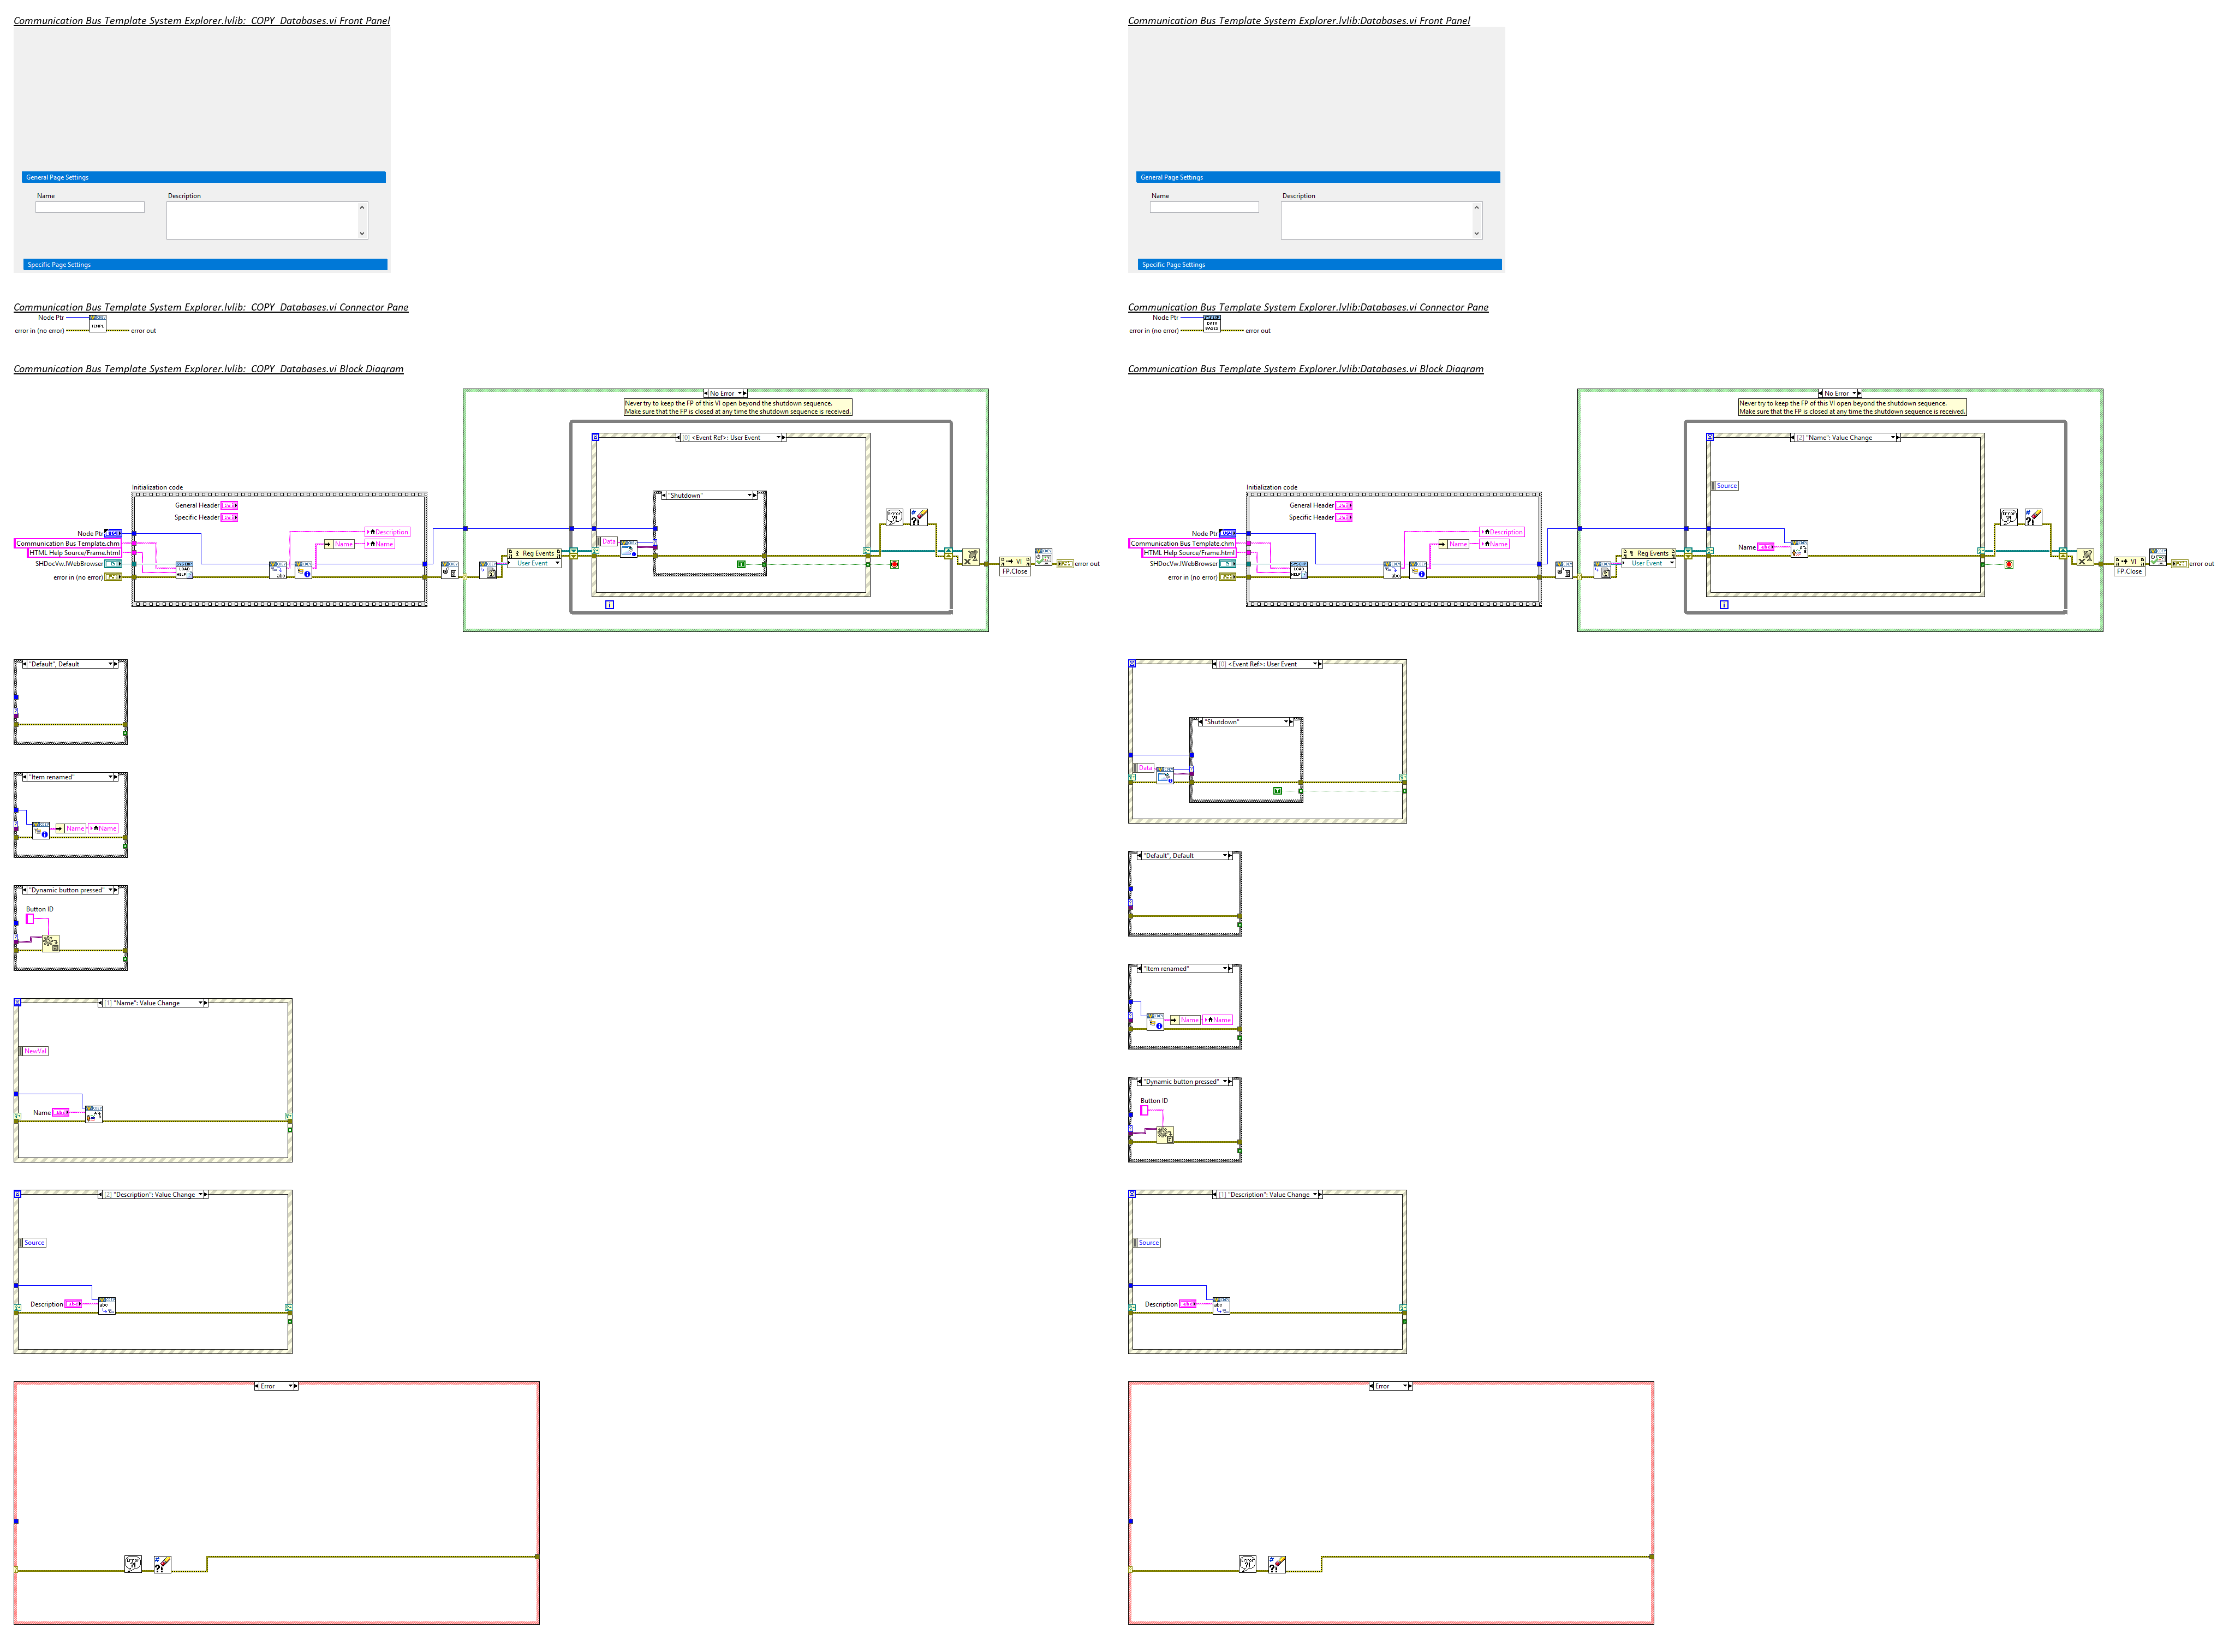 Communication Bus Template System Explorer.lvlib:_COPY_Databases.vi Front Panel
General Page Settings
Name
Description
Specific Page Settings
Communication Bus Template System Explorer.lvlib:_COPY_Databases.vi Connector Pane
Node Ptr
TEMPL
error in (no error)
error out
Communication Bus Template System Explorer.lvlib:_COPY_Databases.vi Block Diagram
No Error
Never try to keep the FP of this VI open beyond the shutdown sequence.
Make sure that the FP is closed at any time the shutdown sequence is received.
[0] <Event Ref>: User Event
Initialization code
"Shutdown"
General Header
Specific Header
Node Ptr
Description
Communication Bus Template.chm
Name
Name
HTML Help Source/Frame.html
Data
Reg Events
SHDocVw.IWebBrowser
User Event
VI
error in (no error)
FP.Close
error out
"Default", Default
"Item renamed"
Name
Name
"Dynamic button pressed"
Button ID
[1] "Name": Value Change
NewVal
Name
[2] "Description": Value Change
Source
Description
Error
Communication Bus Template System Explorer.lvlib:Databases.vi Front Panel
General Page Settings
Name
Description
Specific Page Settings
Communication Bus Template System Explorer.lvlib:Databases.vi Connector Pane
Node Ptr
DATA
BASES
error in (no error)
error out
Communication Bus Template System Explorer.lvlib:Databases.vi Block Diagram
No Error
Never try to keep the FP of this VI open beyond the shutdown sequence.
Make sure that the FP is closed at any time the shutdown sequence is received.
[2] "Name": Value Change
Source
Initialization code
General Header
Specific Header
Node Ptr
Description
Communication Bus Template.chm
Name
Name
Name
HTML Help Source/Frame.html
Reg Events
SHDocVw.IWebBrowser
User Event
VI
error in (no error)
FP.Close
error out
[0] <Event Ref>: User Event
"Shutdown"
Data
"Default", Default
"Item renamed"
Name
Name
"Dynamic button pressed"
Button ID
[1] "Description": Value Change
Source
Description
Error